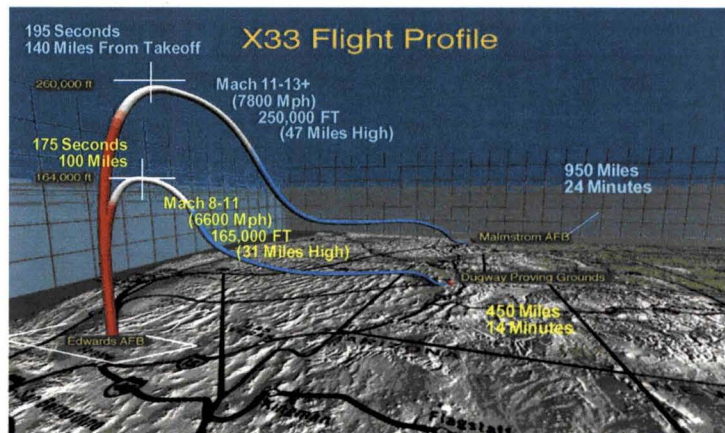 X33 Flight Profile
195 Seconds
140 Miles From Takeoff
260,000 ft
Mach 11-13+
(7800 Mph)
250,000 FT
(47 Miles High)
175 Seconds
100 Miles
164,000 ft
Mach 8-11
(6600 Mph)
165,000 FT
(31 Miles High)
950 Miles
24 Minutes
Malmstrom AFB
Dugway Proving Grounds
450 Miles
14 Minutes
Edwards AFB
Kingman
Flagstaff